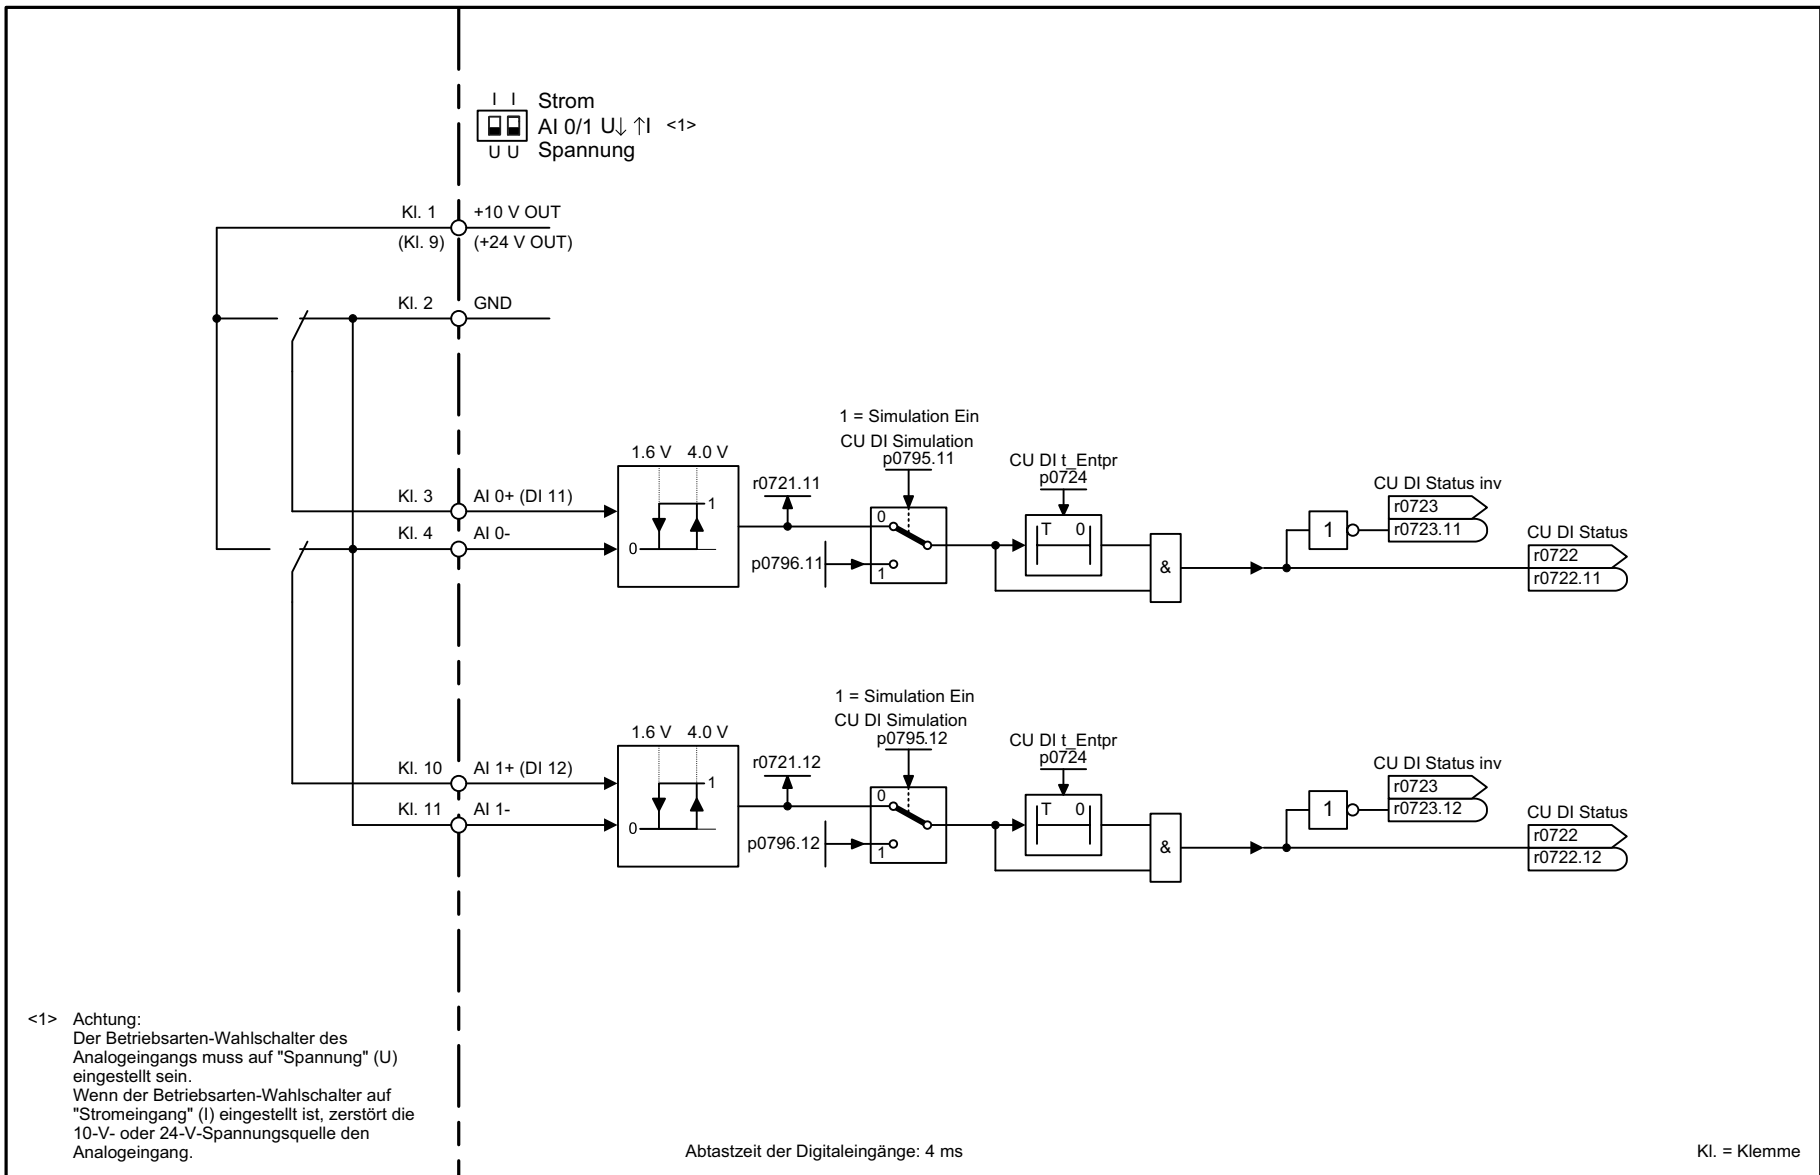 I I Strom
AI 0/1 U↓ ↑I <1>
U U Spannung
Kl. 1 +10 V OUT
(Kl. 9) (+24 V OUT)
Kl. 2 GND
1 = Simulation Ein
CU DI Simulation
p0795.11
1.6 V 4.0 V
CU DI t_Entpr
p0724
r0721.11
CU DI Status inv
Kl. 3 AI 0+ (DI 11)
1
0
T 0
r0723
r0723.11
1
CU DI Status
Kl. 4 AI 0-
0
r0722
p0796.11
1
&
r0722.11
1 = Simulation Ein
CU DI Simulation
p0795.12
1.6 V 4.0 V
CU DI t_Entpr
p0724
r0721.12
CU DI Status inv
Kl. 10 AI 1+ (DI 12)
1
0
T 0
r0723
r0723.12
1
CU DI Status
Kl. 11 AI 1-
0
r0722
p0796.12
1
&
r0722.12
<1> Achtung:
Der Betriebsarten-Wahlschalter des
Analogeingangs muss auf "Spannung" (U)
eingestellt sein.
Wenn der Betriebsarten-Wahlschalter auf
"Stromeingang" (I) eingestellt ist, zerstört die
10-V- oder 24-V-Spannungsquelle den
Analogeingang.
Abtastzeit der Digitaleingänge: 4 ms
Kl. = Klemme